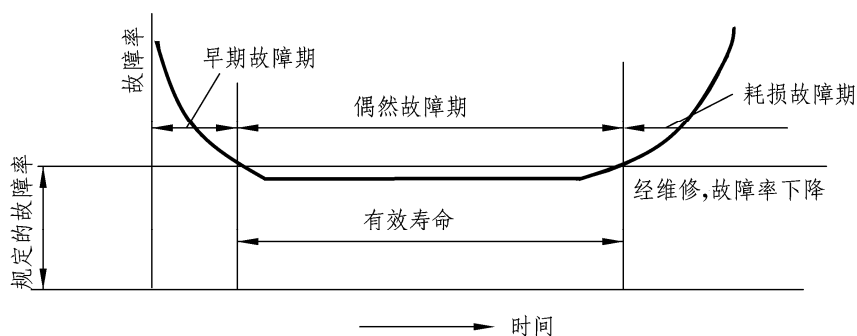 故障率
早期故障期
偶然故障期
耗损故障期
规定的故障率
经维修,故障率下降
有效寿命
时间